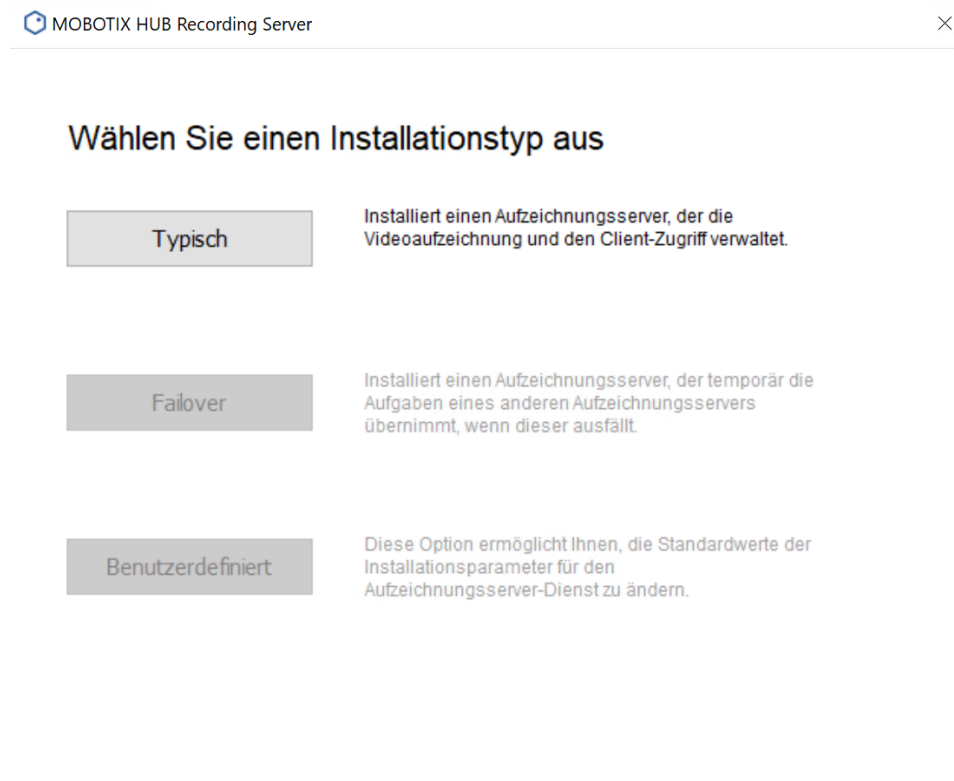 MOBOTIX HUB Recording Server
Wählen Sie einen Installationstyp aus
Typisch
Installiert einen Aufzeichnungsserver, der die
Videoaufzeichnung und den Client-Zugriff verwaltet.
Failover
Installiert einen Aufzeichnungsserver, der temporär die
Aufgaben eines anderen Aufzeichnungsservers
übernimmt, wenn dieser ausfällt.
Benutzerdefiniert
Diese Option ermöglicht Ihnen, die Standardwerte der
Installationsparameter für den
Aufzeichnungsserver-Dienst zu ändern.